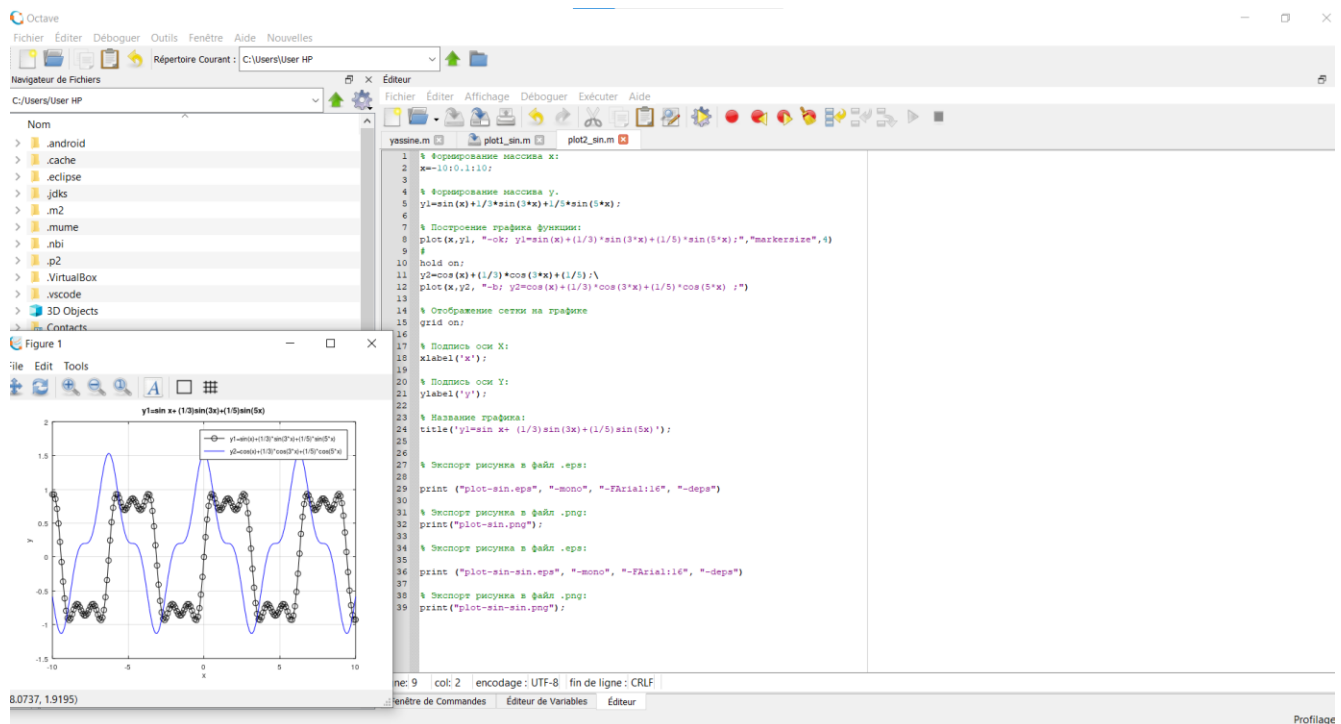 Octave
Fichier Éditer Déboguer Outils Fenêtre Aide Nouvelles
Répertoire Courant : C:\Users\User HP
Navigateur de Fichiers
C:/Users/User HP
Nom
.android
.cache
.eclipse
.jdks
.m2
.mume
.nbi
.p2
.VirtualBox
.vscode
3D Objects
Contacts
Éditeur
Fichier Éditer Affichage Déboguer Exécuter Aide
yassine.m plot1_sin.m plot2_sin.m
1 % Формирование массива x:
2 x=-10:0.1:10;
3
4 % Формирование массива y.
5 y1=sin(x)+1/3*sin(3*x)+1/5*sin(5*x);
6
7 % Построение графика функции:
8 plot(x,y1, "-ok; y1=sin(x)+(1/3)*sin(3*x)+(1/5)*sin(5*x);","markersize",4)
9 #
10 hold on;
11 y2=cos(x)+(1/3)*cos(3*x)+(1/5);\
12 plot(x,y2, "-b; y2=cos(x)+(1/3)*cos(3*x)+(1/5)*cos(5*x) ;")
13
14 % Отображение сетки на графике
15 grid on;
16
17 % Подпись оси X:
18 xlabel('x');
19
20 % Подпись оси Y:
21 ylabel('y');
22
23 % Название графика:
24 title('y1=sin x+ (1/3)sin(3x)+(1/5)sin(5x)');
25
26
27 % Экспорт рисунка в файл .eps:
28
29 print ("plot-sin.eps", "-mono", "-FArial:16", "-deps")
30
31 % Экспорт рисунка в файл .png:
32 print("plot-sin.png");
33
34 % Экспорт рисунка в файл .eps:
35
36 print ("plot-sin-sin.eps", "-mono", "-FArial:16", "-deps")
37
38 % Экспорт рисунка в файл .png:
39 print("plot-sin-sin.png");
Figure 1
File Edit Tools
A
y1=sin x+ (1/3)sin(3x)+(1/5)sin(5x)
y1=sin(x)+(1/3)*sin(3*x)+(1/5)*sin(5*x)
y2=cos(x)+(1/3)*cos(3*x)+(1/5)*cos(5*x)
2
1.5
1
0.5
0
-0.5
-1
-1.5
y
-10 -5 0 5 10
x
8.0737, 1.9195)
ne: 9 col: 2 encodage : UTF-8 fin de ligne : CRLF
Fenêtre de Commandes Éditeur de Variables Éditeur
Profilage